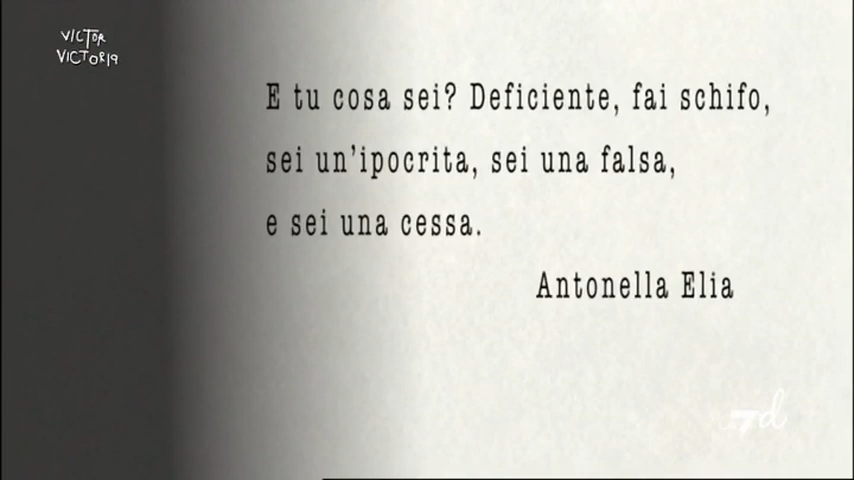 VICTOR
VICTORIA
E tu cosa sei? Deficiente, fai schifo,
sei un'ipocrita, sei una falsa,
e sei una cessa.
Antonella Elia
7d